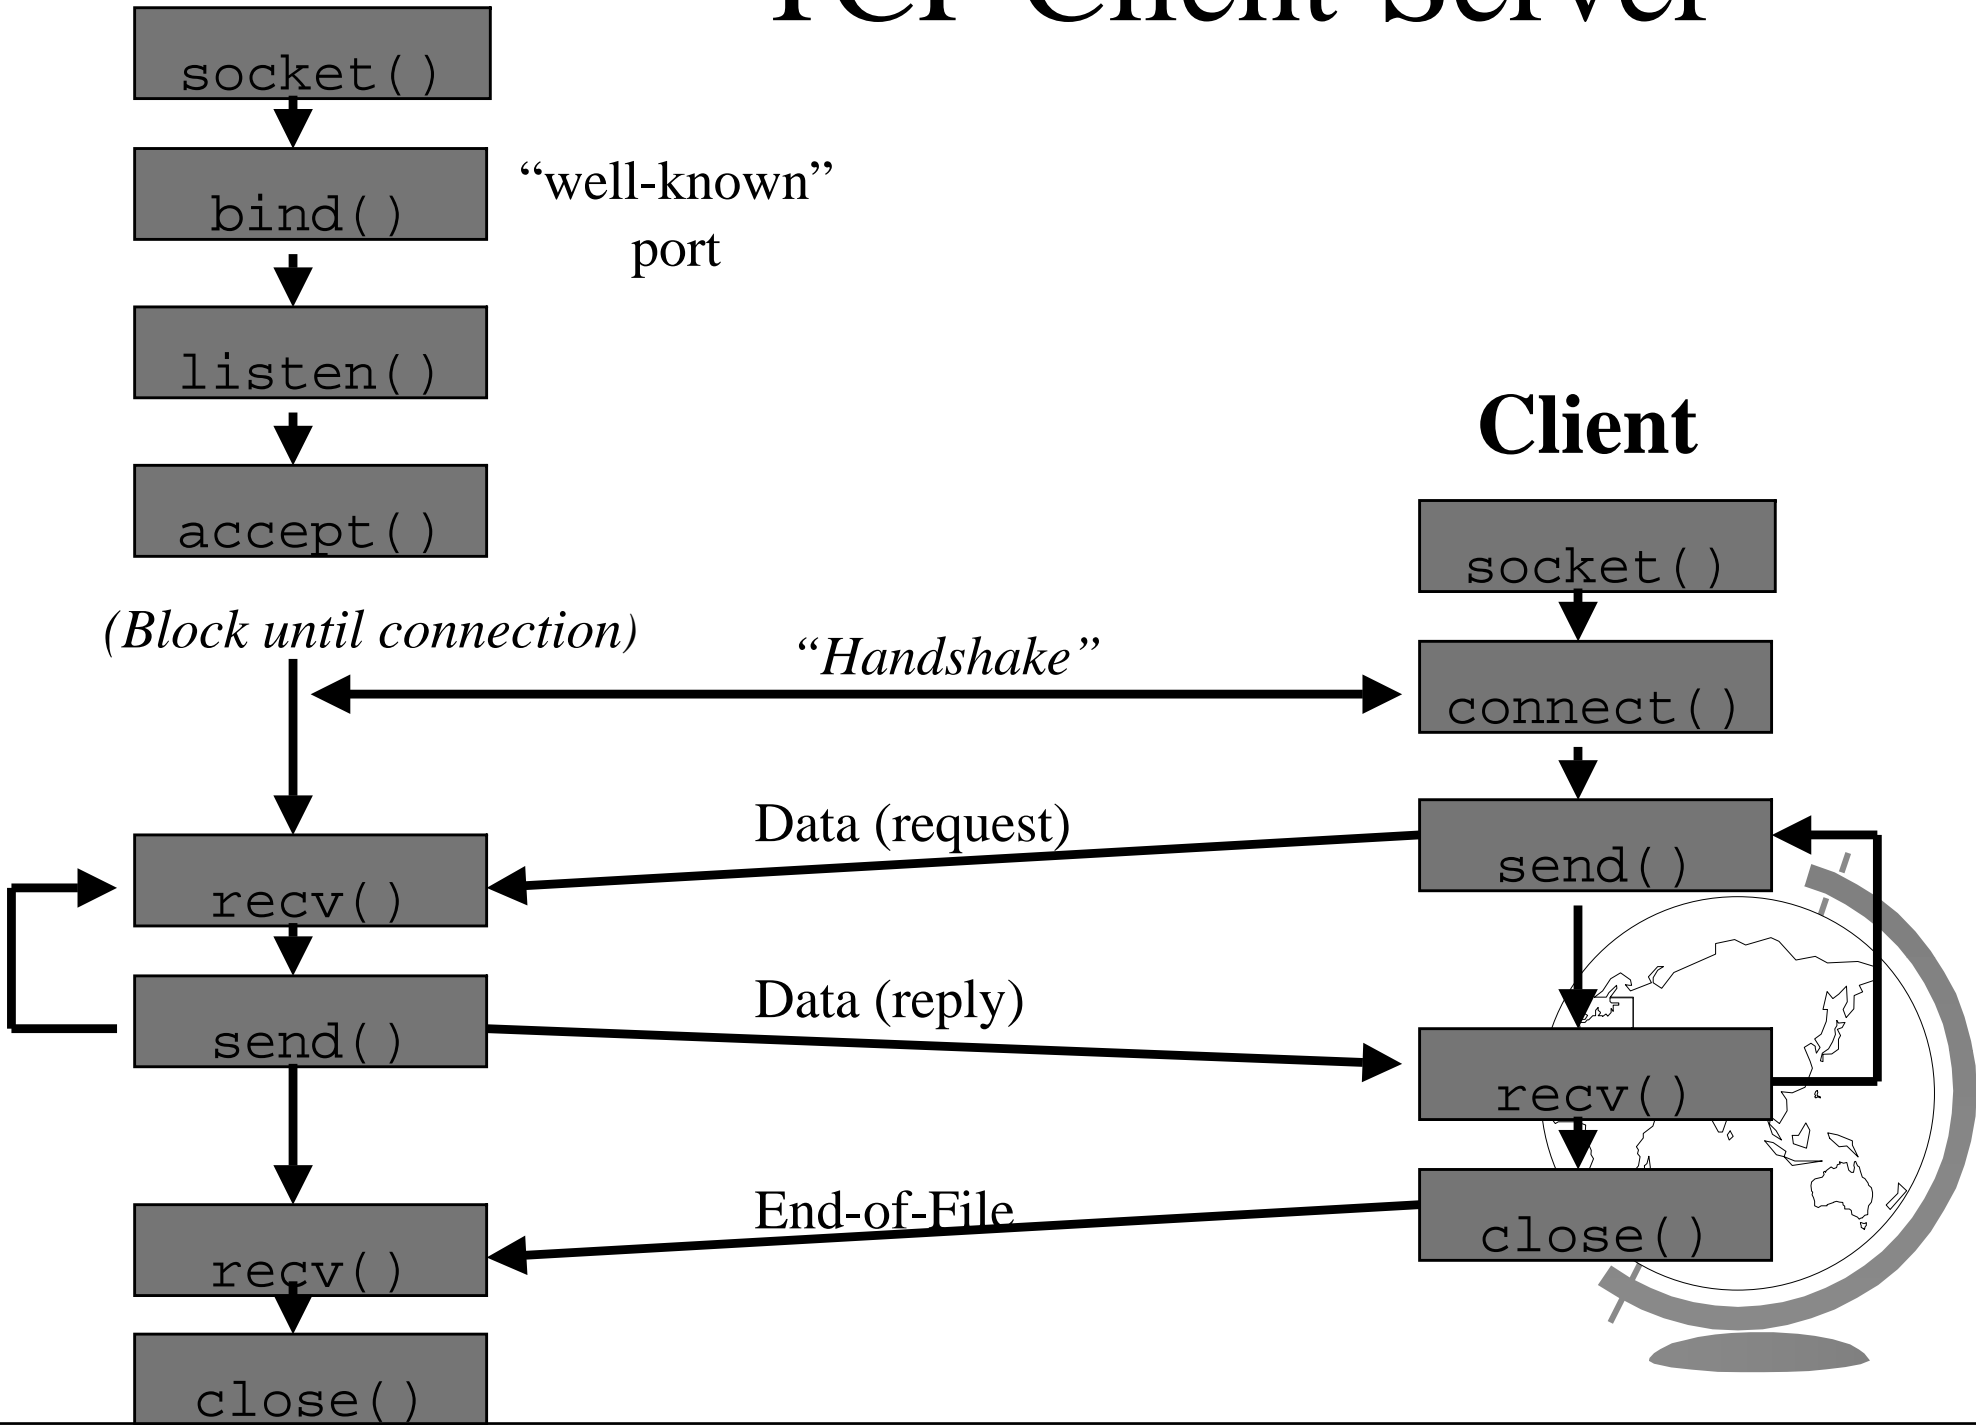 TCP Client-Server
socket()
bind()
“well-known”
port
listen()
accept()
(Block until connection)
recv()
send()
recv()
close()
“Handshake”
Data (request)
Data (reply)
End-of-File
Client
socket()
connect()
send()
recv()
close()